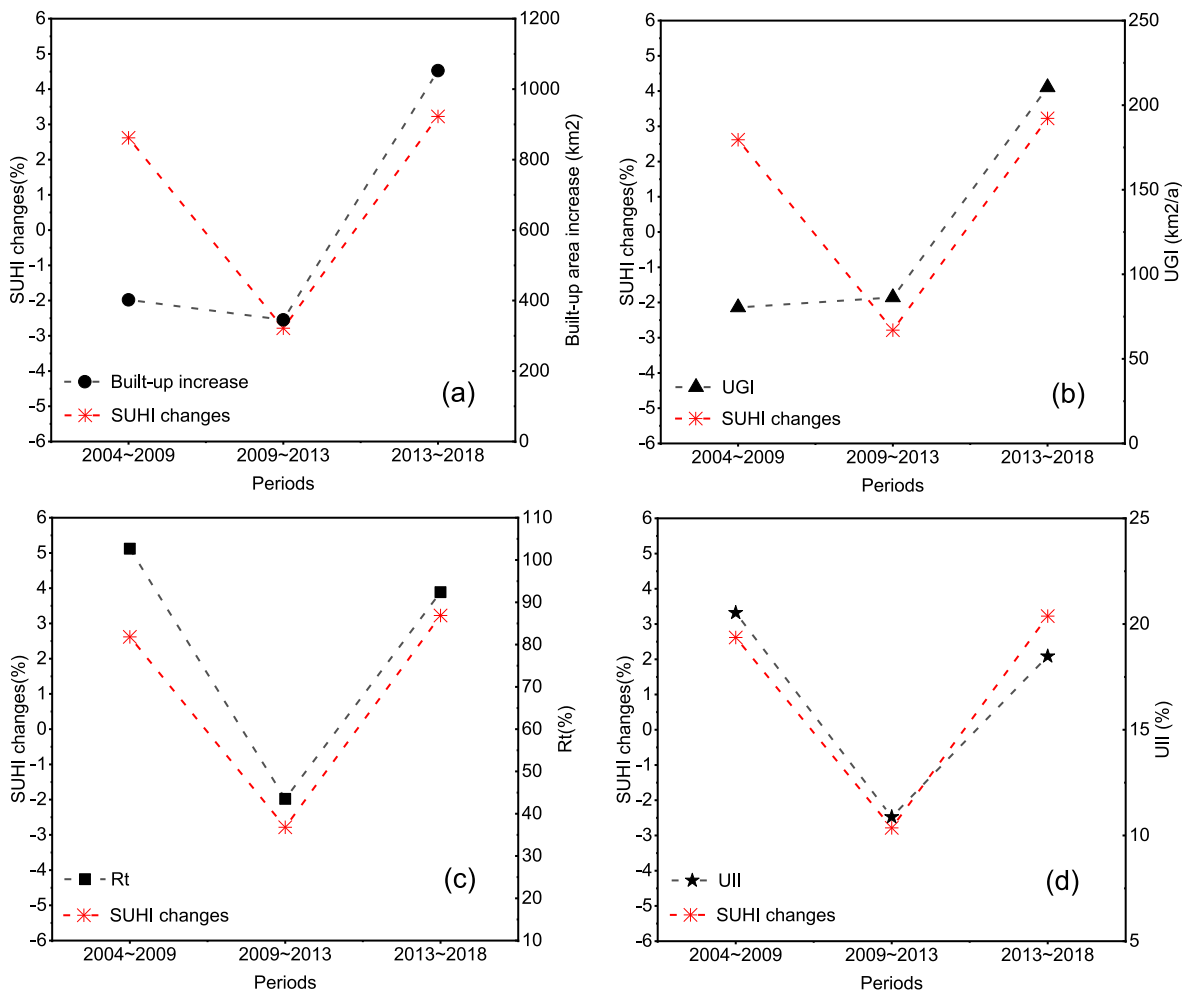 6
5
4
3
2
1
0
-1
-2
-3
-4
-5
-6
SUHI changes(%)
1200
1000
800
600
400
200
0
Built-up area increase (km2)
Built-up increase
SUHI changes
(a)
2004~2009 2009~2013 2013~2018
Periods
6
5
4
3
2
1
0
-1
-2
-3
-4
-5
-6
SUHI changes(%)
250
200
150
100
50
0
UGI (km2/a)
UGI
SUHI changes
(b)
2004~2009 2009~2013 2013~2018
Periods
6
5
4
3
2
1
0
-1
-2
-3
-4
-5
-6
SUHI changes(%)
110
100
90
80
70
60
50
40
30
20
10
Rt(%)
Rt
SUHI changes
(c)
2004~2009 2009~2013 2013~2018
Periods
6
5
4
3
2
1
0
-1
-2
-3
-4
-5
-6
SUHI changes(%)
25
20
15
10
5
UII (%)
UII
SUHI changes
(d)
2004~2009 2009~2013 2013~2018
Periods